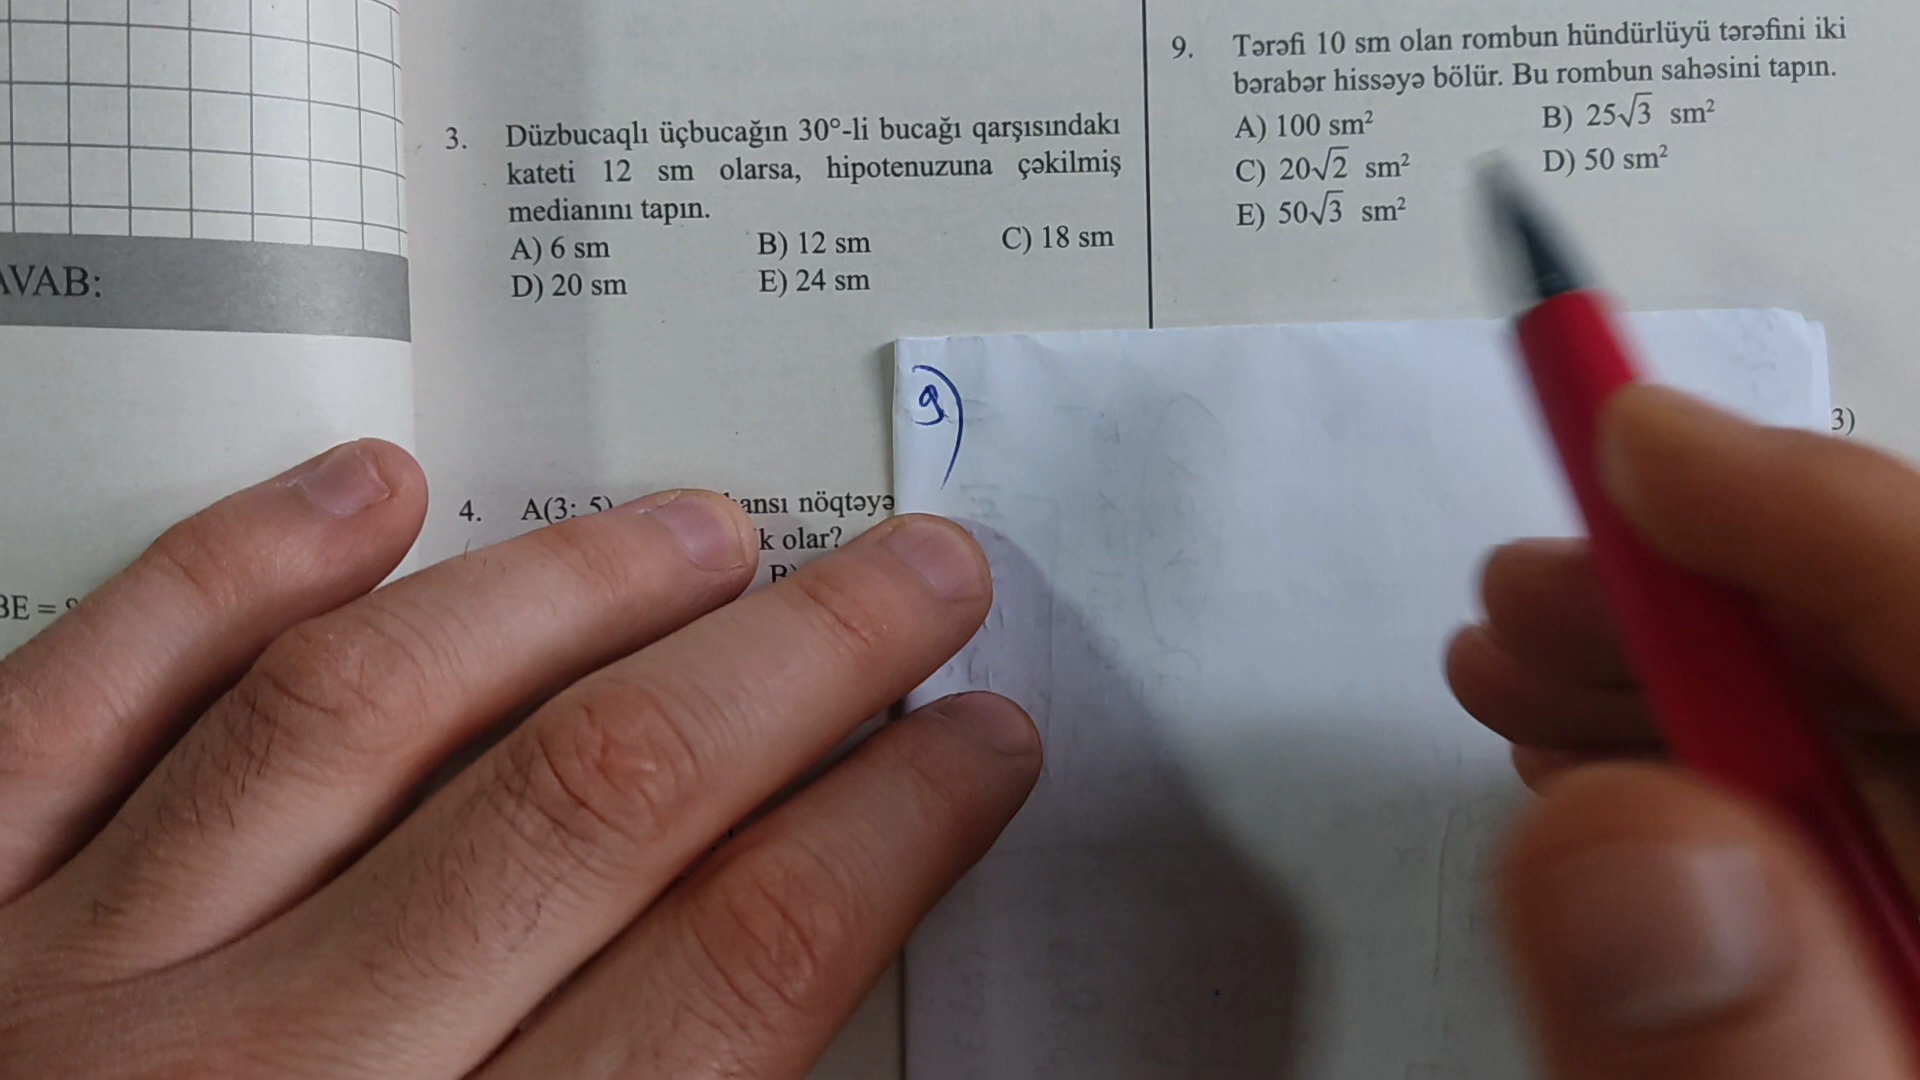 AVAB:
BE =
3. Düzbucaqlı üçbucağın 30°-li bucağı qarşısındakı
kateti 12 sm olarsa, hipotenuzuna çəkilmiş
medianını tapın.
A) 6 sm B) 12 sm C) 18 sm
D) 20 sm E) 24 sm
4. A(3; 5) nöqtəyə
k olar?
B)
9. Tərəfi 10 sm olan rombun hündürlüyü tərəfini iki
bərabər hissəyə bölür. Bu rombun sahəsini tapın.
A) 100 sm² B) 25√3 sm²
C) 20√2 sm² D) 50 sm²
E) 50√3 sm²
3)
9)